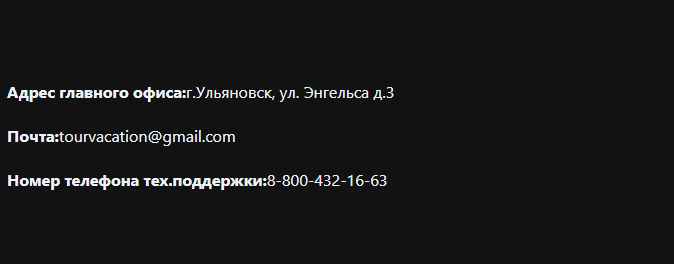 Адрес главного офиса:г.Ульяновск, ул. Энгельса д.3
Почта:tourvacation@gmail.com
Номер телефона тех.поддержки:8-800-432-16-63